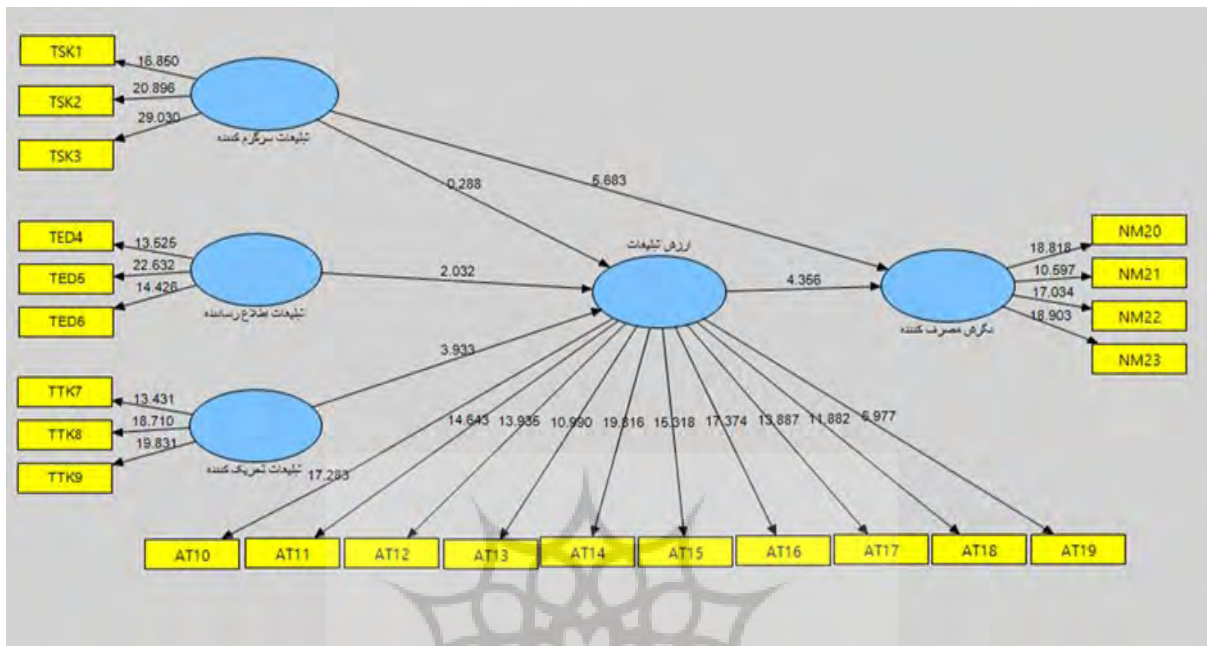 TSK1
16.850
TSK2
20.896
TSK3
29.030
تبلیغات سرگرم کننده
0.288
5.683
TED4
13.525
TED5
22.632
TED6
14.426
تبلیغات اطلاع رساننده
2.032
ارزش تبلیغات
4.366
نگرش مصرف کننده
NM20
18.818
NM21
10.597
NM22
17.034
NM23
18.903
TTK7
13.431
TTK8
18.710
TTK9
19.831
تبلیغات تحریک کننده
3.933
17.283
14.643
13.935
10.990
19.816
15.318
17.374
13.887
11.882
6.977
AT10
AT11
AT12
AT13
AT14
AT15
AT16
AT17
AT18
AT19